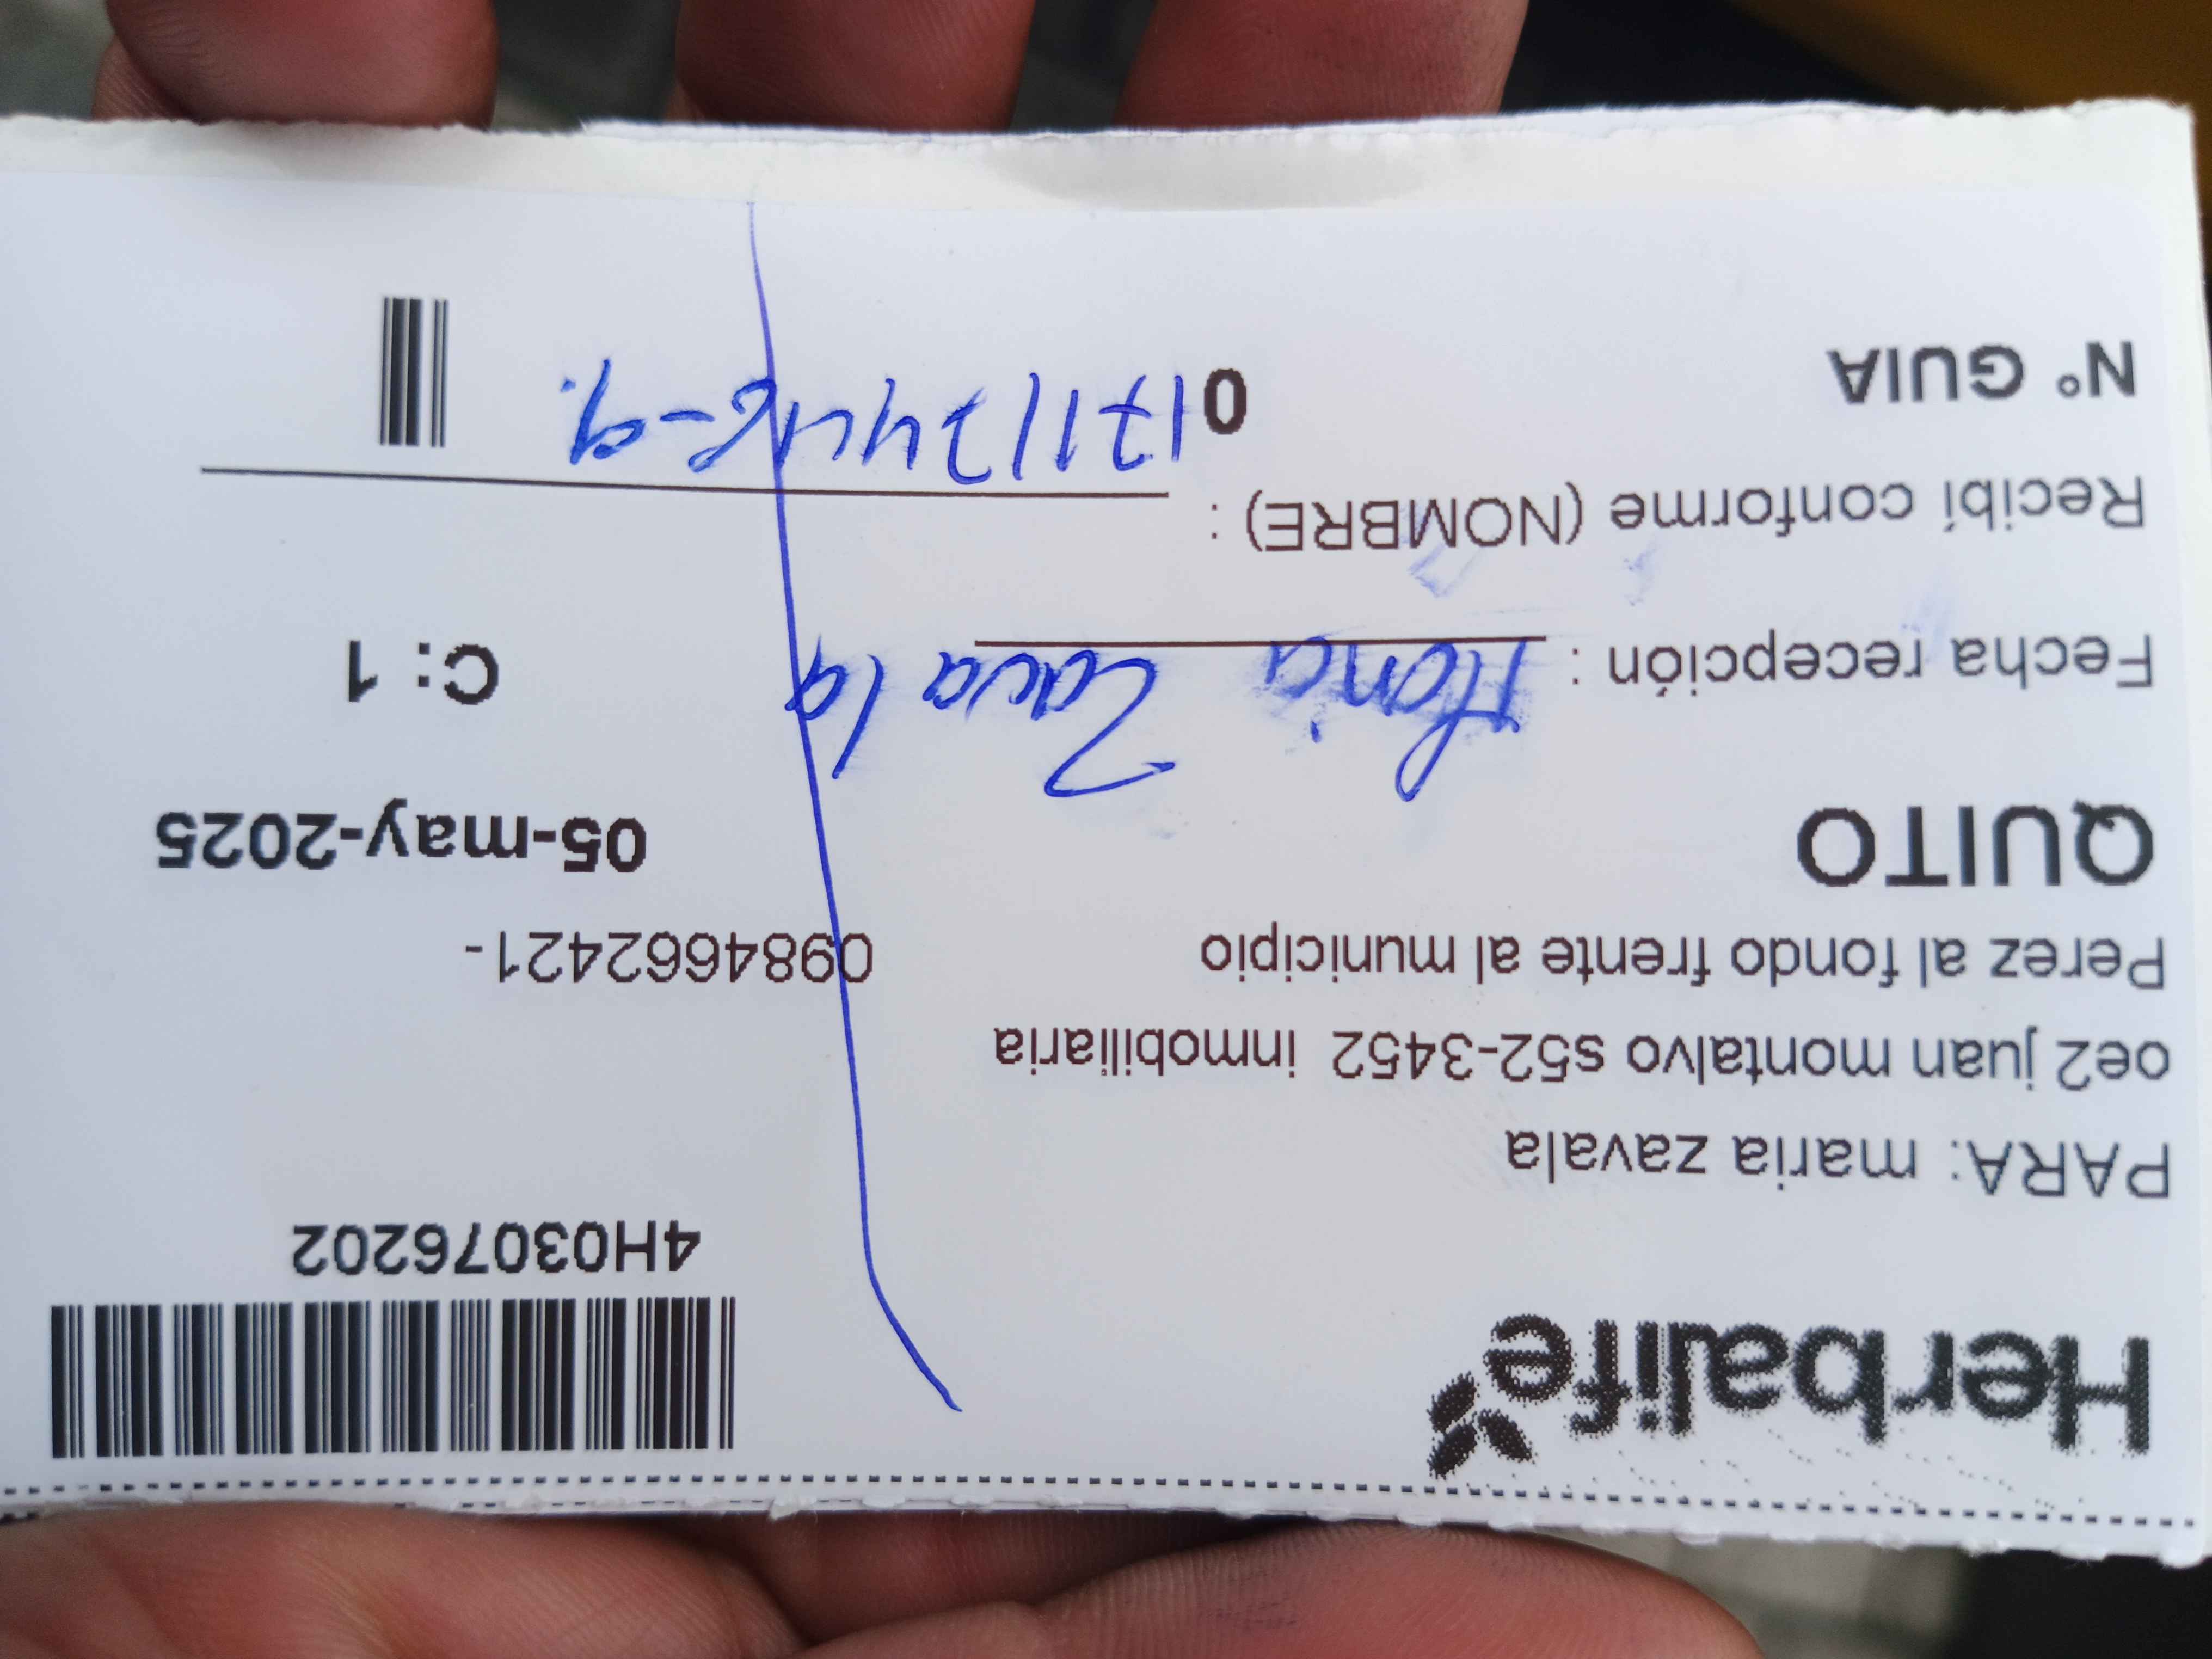 Herbalife
4H03076202
PARA: maria zavala
oe2 juan montalvo s52-3452 inmobiliaria
Perez al fondo frente al municipio
0984662421-
QUITO
05-may-2025
Fecha recepción : Maria Zavala
C: 1
Recibí conforme (NOMBRE) :
N° GUIA 0